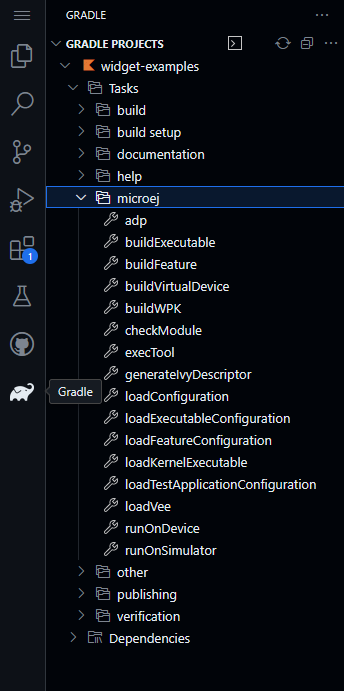 GRADLE
GRADLE PROJECTS
widget-examples
Tasks
build
build setup
documentation
help
microej
adp
buildExecutable
buildFeature
buildVirtualDevice
1
buildWPK
checkModule
execTool
generateIvyDescriptor
Gradle
loadConfiguration
loadExecutableConfiguration
loadFeatureConfiguration
loadKernelExecutable
loadTestApplicationConfiguration
loadVee
runOnDevice
runOnSimulator
other
publishing
verification
Dependencies